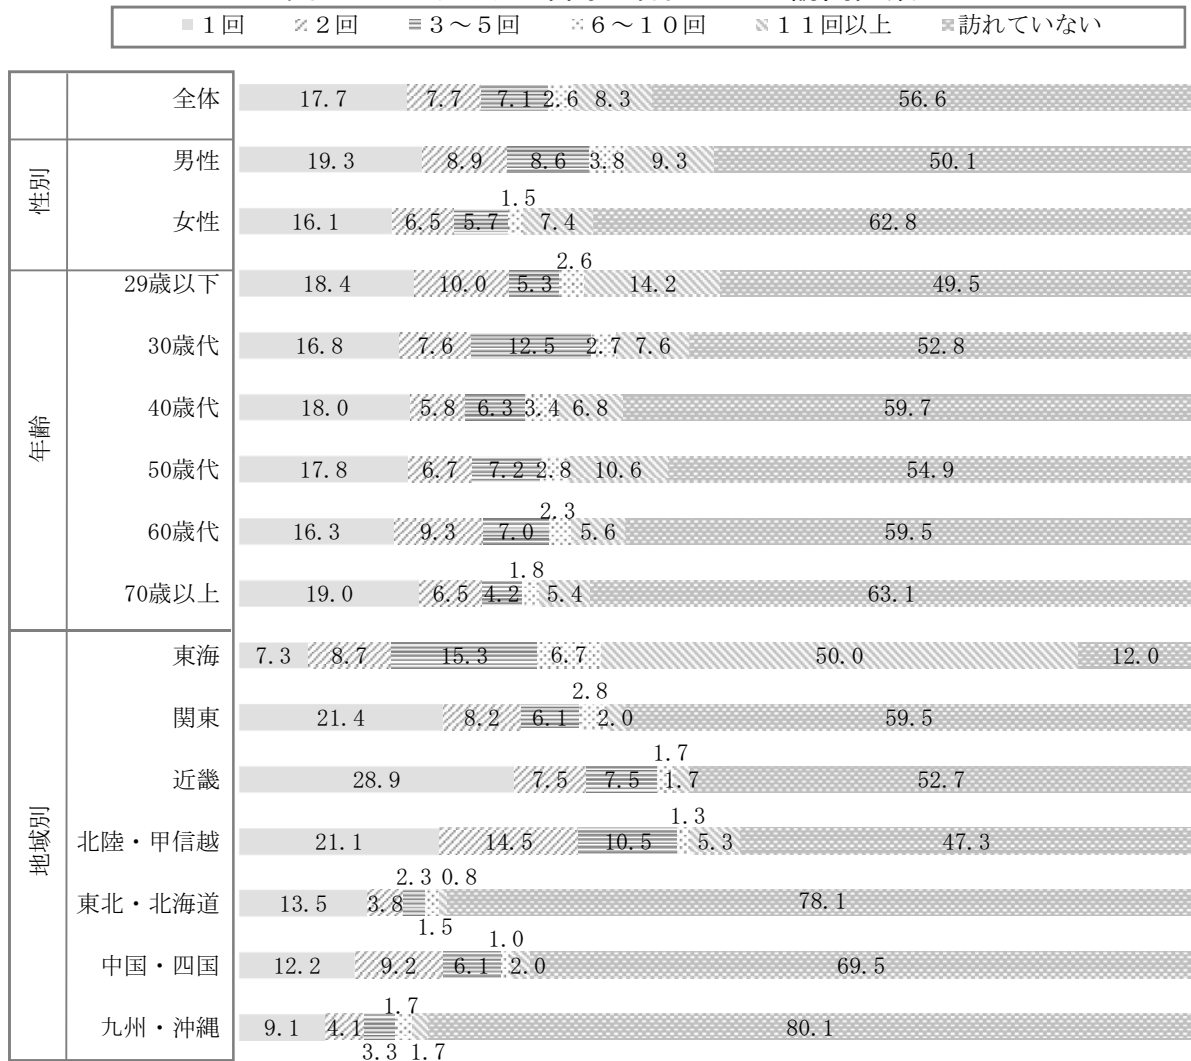 1回 2回 3～5回 6～10回 11回以上 訪れていない
全体 17.7 7.7 7.1 2.6 8.3 56.6
性別
男性 19.3 8.9 8.6 3.8 9.3 50.1
1.5
女性 16.1 6.5 5.7 7.4 62.8
年齢
2.6
29歳以下 18.4 10.0 5.3 14.2 49.5
30歳代 16.8 7.6 12.5 2.7 7.6 52.8
40歳代 18.0 5.8 6.3 3.4 6.8 59.7
50歳代 17.8 6.7 7.2 2.8 10.6 54.9
2.3
60歳代 16.3 9.3 7.0 5.6 59.5
1.8
70歳以上 19.0 6.5 4.2 5.4 63.1
地域別
東海 7.3 8.7 15.3 6.7 50.0 12.0
2.8
関東 21.4 8.2 6.1 2.0 59.5
1.7
近畿 28.9 7.5 7.5 1.7 52.7
1.3
北陸・甲信越 21.1 14.5 10.5 5.3 47.3
2.3 0.8
東北・北海道 13.5 3.8 78.1
1.5
1.0
中国・四国 12.2 9.2 6.1 2.0 69.5
1.7
九州・沖縄 9.1 4.1 80.1
3.3 1.7